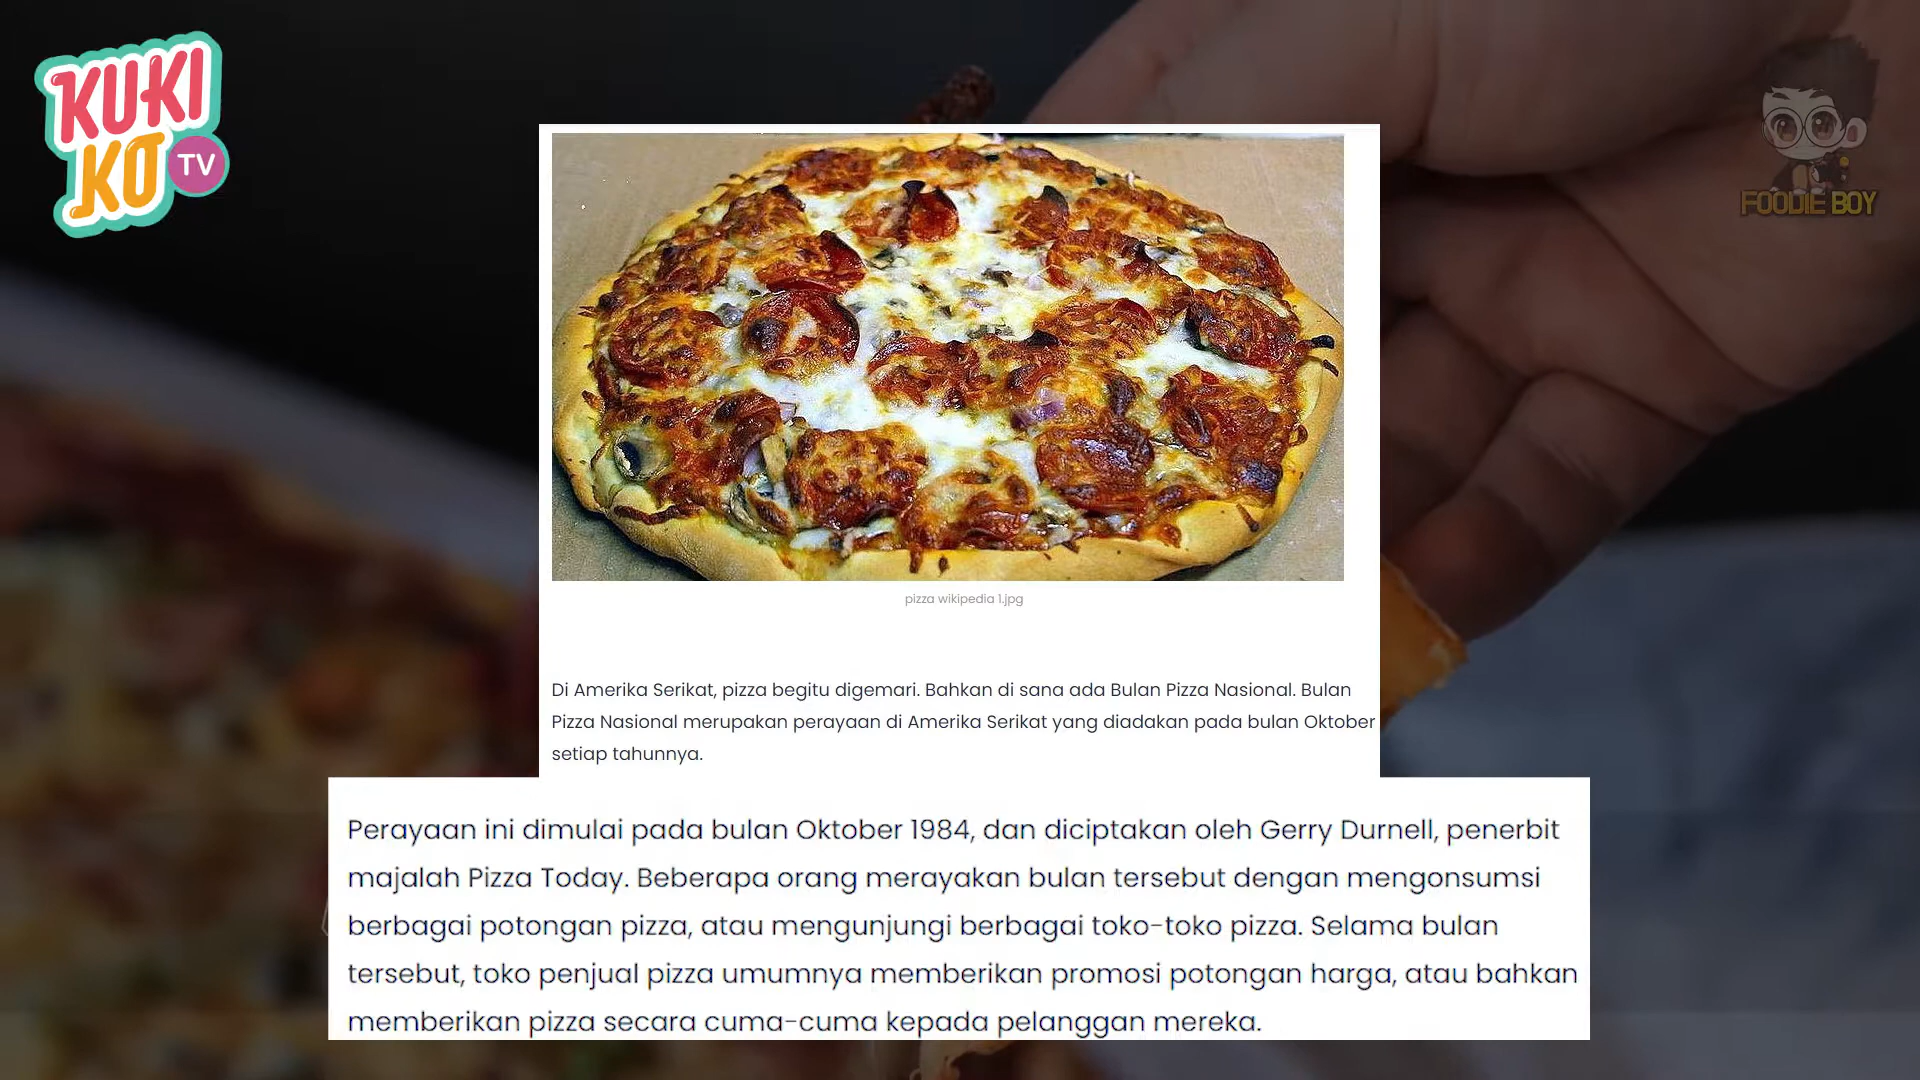 KUKI
KO
TV
FOODIE BOY
pizza wikipedia 1.jpg
Di Amerika Serikat, pizza begitu digemari. Bahkan di sana ada Bulan Pizza Nasional. Bulan
Pizza Nasional merupakan perayaan di Amerika Serikat yang diadakan pada bulan Oktober
setiap tahunnya.
Perayaan ini dimulai pada bulan Oktober 1984, dan diciptakan oleh Gerry Durnell, penerbit
majalah Pizza Today. Beberapa orang merayakan bulan tersebut dengan mengonsumsi
berbagai potongan pizza, atau mengunjungi berbagai toko-toko pizza. Selama bulan
tersebut, toko penjual pizza umumnya memberikan promosi potongan harga, atau bahkan
memberikan pizza secara cuma-cuma kepada pelanggan mereka.